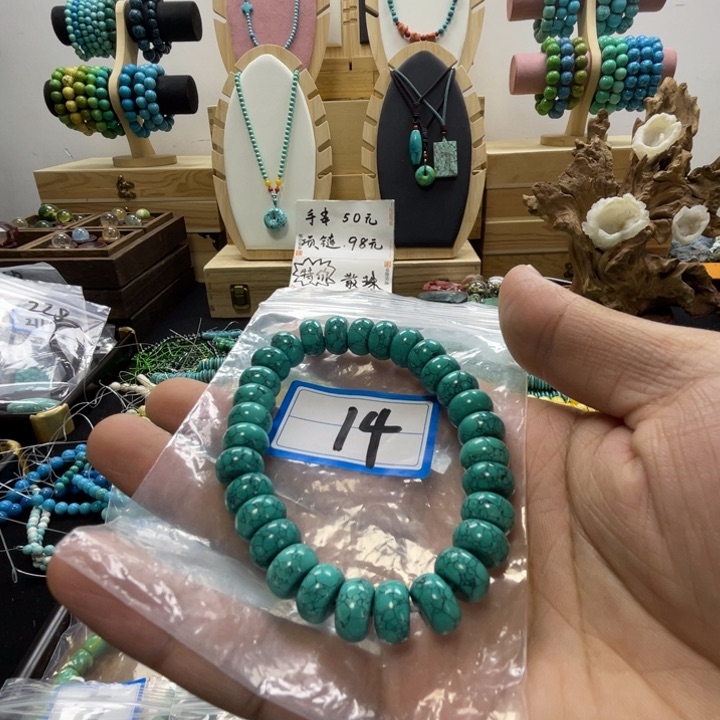 手串 50元
项链.98元
特价 散珠
14